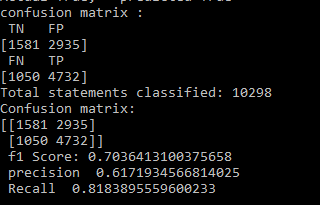 confusion matrix :
TN FP
[1581 2935]
FN TP
[1050 4732]
Total statements classified: 10298
Confusion matrix:
[[1581 2935]
[1050 4732]]
f1 Score: 0.7036413100375658
precision 0.6171934566814025
Recall 0.8183895559600233